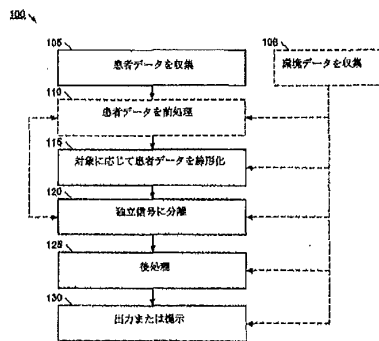 100
105
106
患者データを収集
環境データを収集
110
患者データを前処理
115
対象に応じて患者データを線形化
120
独立信号に分離
125
後処理
130
出力または提示